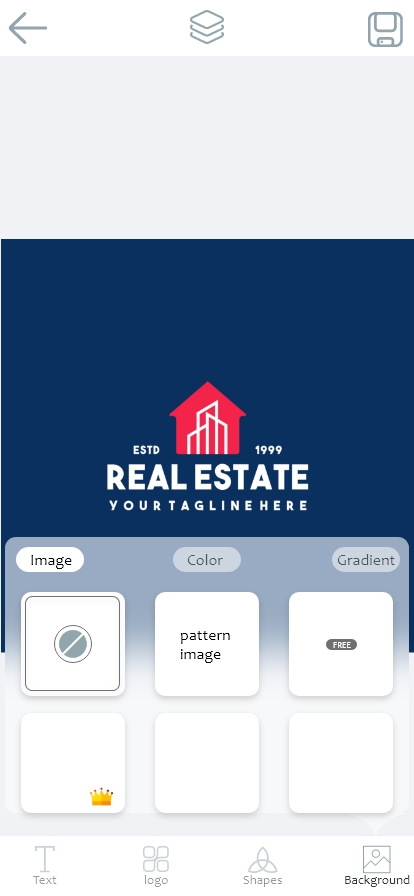 ESTD 1999
REAL ESTATE
YOUR TAGLINE HERE
Image Color Gradient
pattern
image
FREE
Text logo Shapes Background